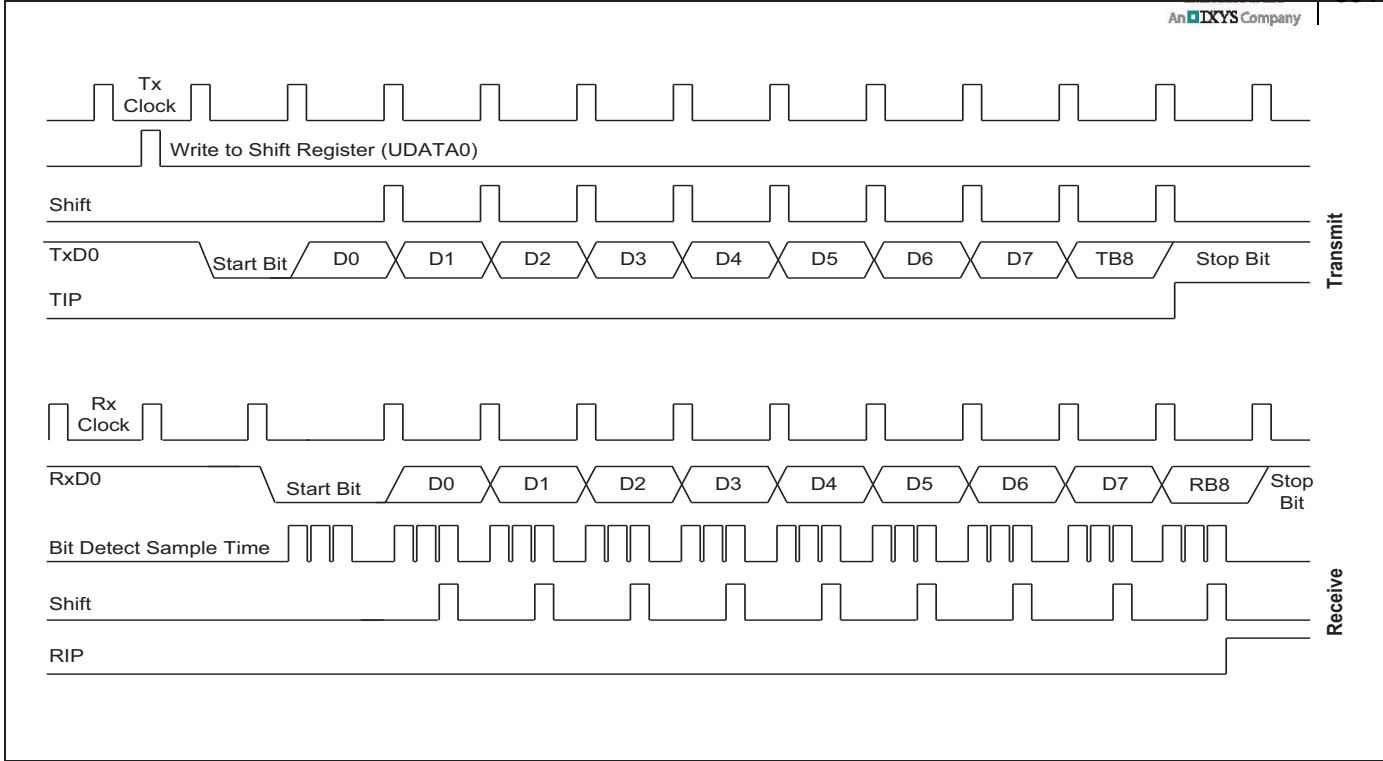 An IXYS Company
Tx
Clock
Write to Shift Register (UDATA0)
Shift
TxD0
Start Bit
D0
D1
D2
D3
D4
D5
D6
D7
TB8
Stop Bit
TIP
Transmit
Rx
Clock
RxD0
Start Bit
D0
D1
D2
D3
D4
D5
D6
D7
RB8
Stop
Bit
Bit Detect Sample Time
Shift
RIP
Receive